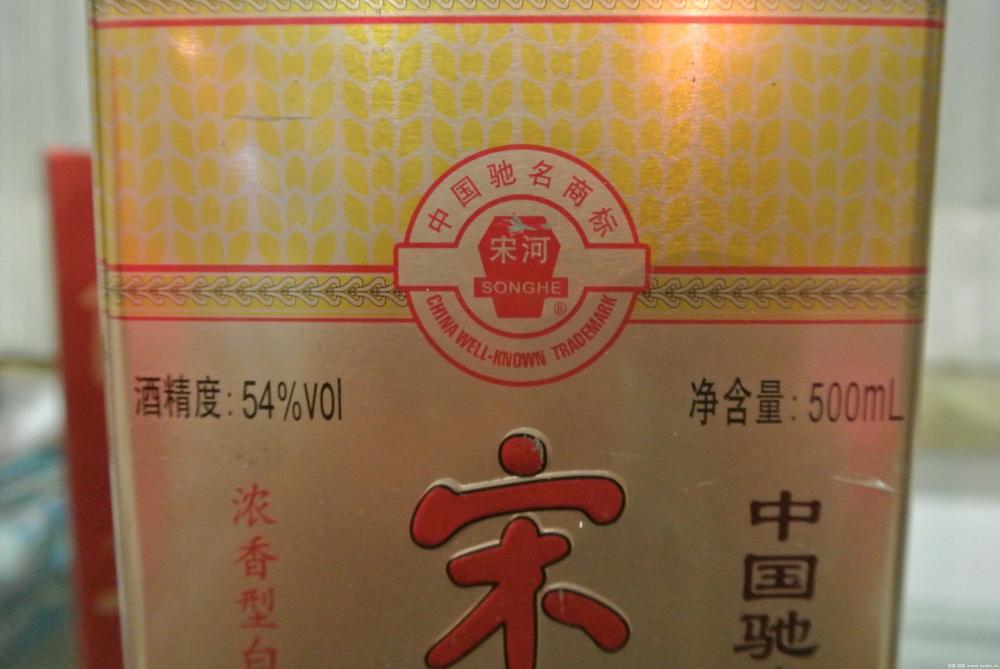 中国驰名商标
宋河
SONGHE
®
CHINA WELL-KNOWN TRADEMARK
酒精度:54%vol
净含量:500mL
宋
浓香型白
中国驰